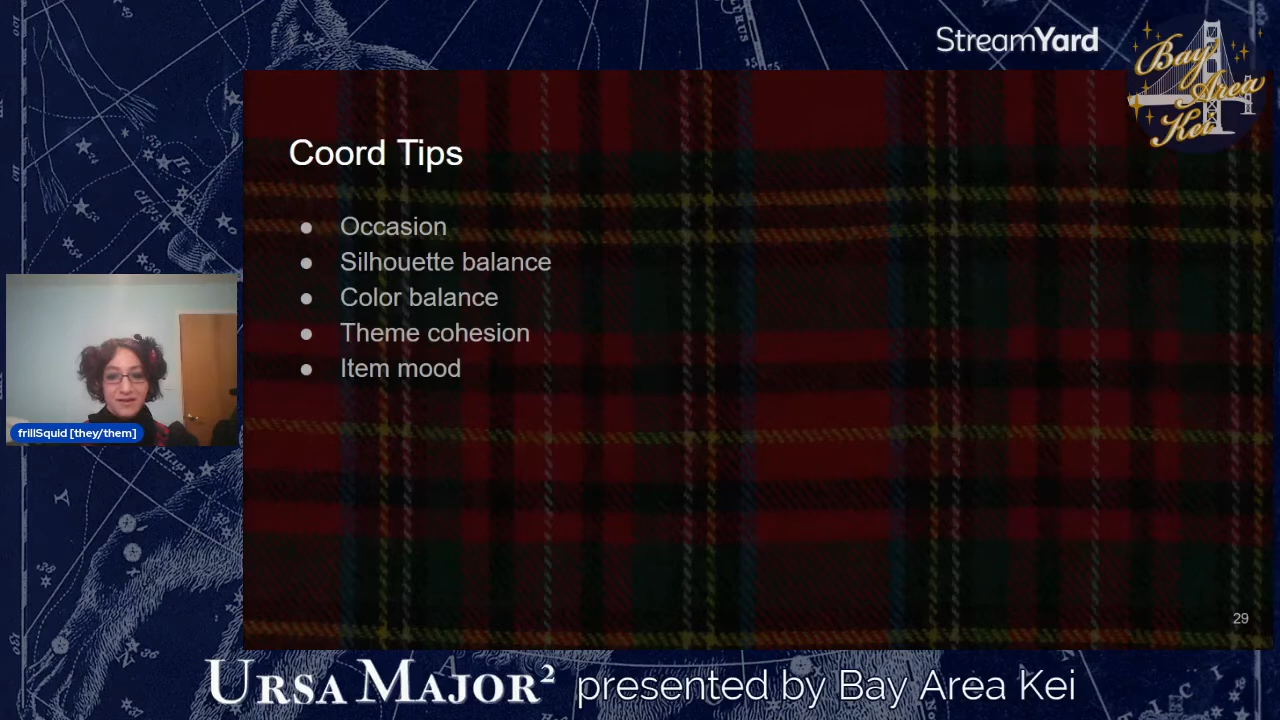 StreamYard
Bay
Area
Kei
Coord Tips
● Occasion
● Silhouette balance
● Color balance
● Theme cohesion
● Item mood
frillSquid [they/them]
29
URSA MAJOR² presented by Bay Area Kei